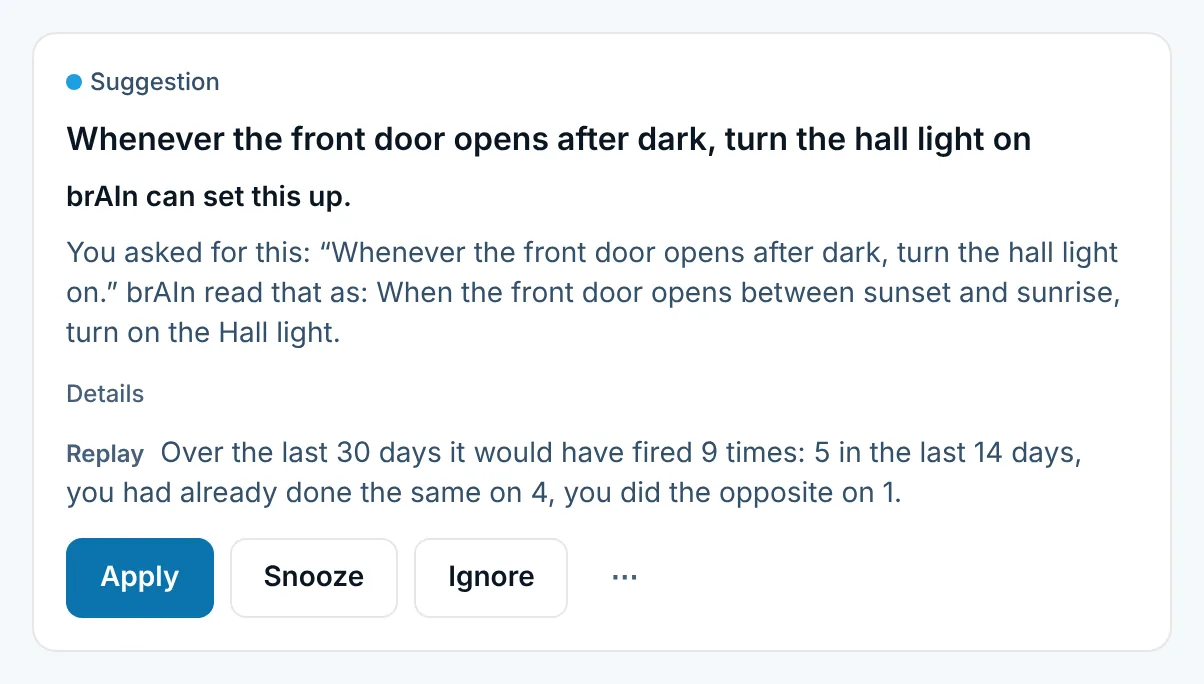 Suggestion
Whenever the front door opens after dark, turn the hall light on
brAIn can set this up.
You asked for this: “Whenever the front door opens after dark, turn the hall light
on.” brAIn read that as: When the front door opens between sunset and sunrise,
turn on the Hall light.
Details
Replay Over the last 30 days it would have fired 9 times: 5 in the last 14 days,
you had already done the same on 4, you did the opposite on 1.
Apply Snooze Ignore ...